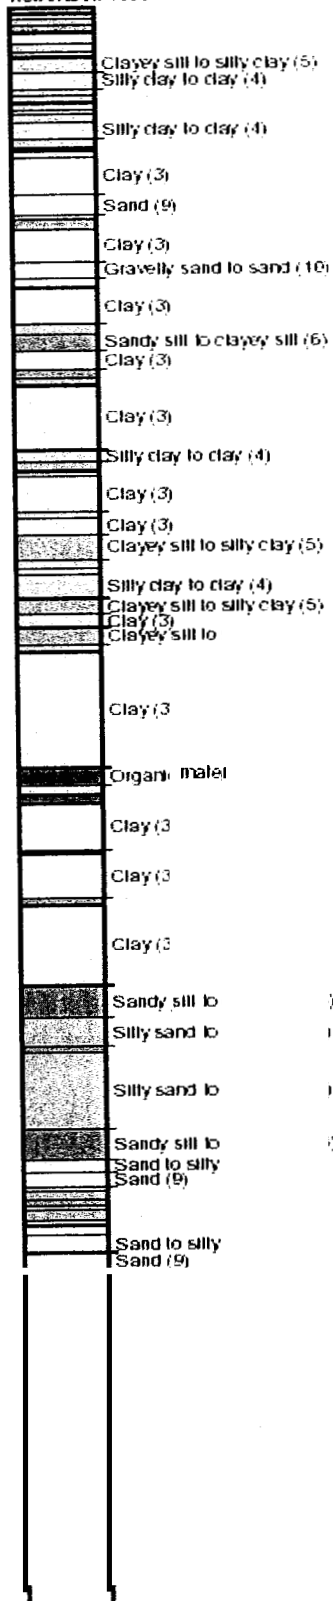 Clayey silt to silty clay (5)
Silty clay to clay (4)
Silty clay to clay (4)
Clay (3)
Sand (9)
Clay (3)
Gravelly sand to sand (10)
Clay (3)
Sandy silt to clayey silt (6)
Clay (3)
Clay (3)
Silty clay to clay (4)
Clay (3)
Clay (3)
Clayey silt to silty clay (5)
Silty clay to clay (4)
Clayey silt to silty clay (5)
Clay (3)
Clayey silt to
Clay (3
Organi mater
Clay (3
Clay (3
Clay (3
Sandy silt to
Silty sand to
Silty sand to
Sandy silt to
Sand to silty
Sand (9)
Sand to silty
Sand (9)